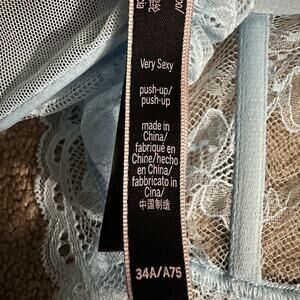 Very Sexy
push-up/
push-up
made in
China/
fabriqué en
Chine/hecho
en China/
fabbricato in
Cina/
中国制造
34A/A75